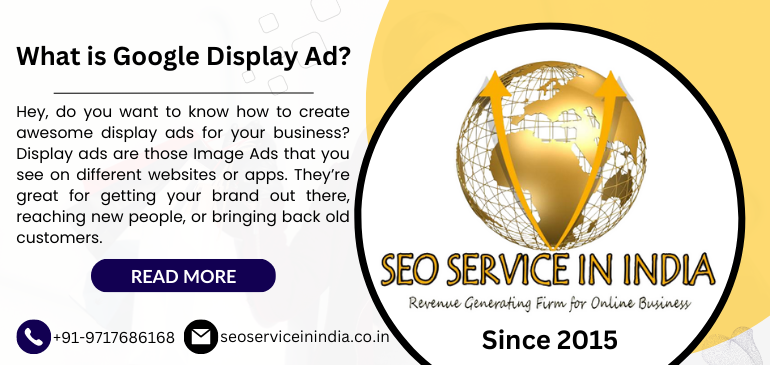 What is Google Display Ad?
Hey, do you want to know how to create
awesome display ads for your business?
Display ads are those Image Ads that you
see on different websites or apps. They’re
great for getting your brand out there,
reaching new people, or bringing back old
customers.
READ MORE
+91-9717686168
seoserviceinindia.co.in
SEO SERVICE IN INDIA
Revenue Generating Firm for Online Business
Since 2015